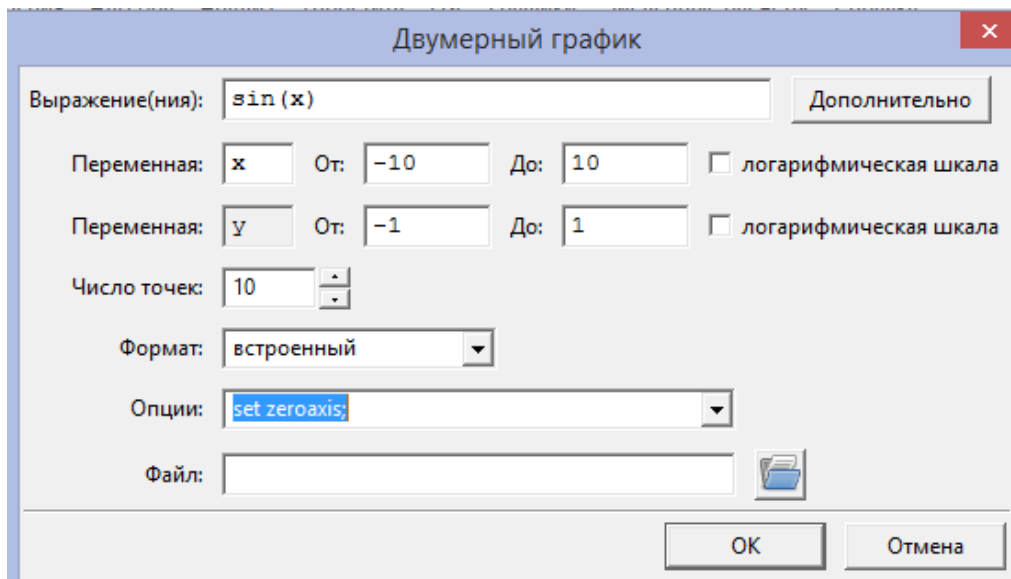 Двумерный график
Выражение(ния): sin(x) Дополнительно
Переменная: x От: -10 До: 10 логарифмическая шкала
Переменная: y От: -1 До: 1 логарифмическая шкала
Число точек: 10
Формат: встроенный
Опции: set zeroaxis;
Файл:
OK Отмена